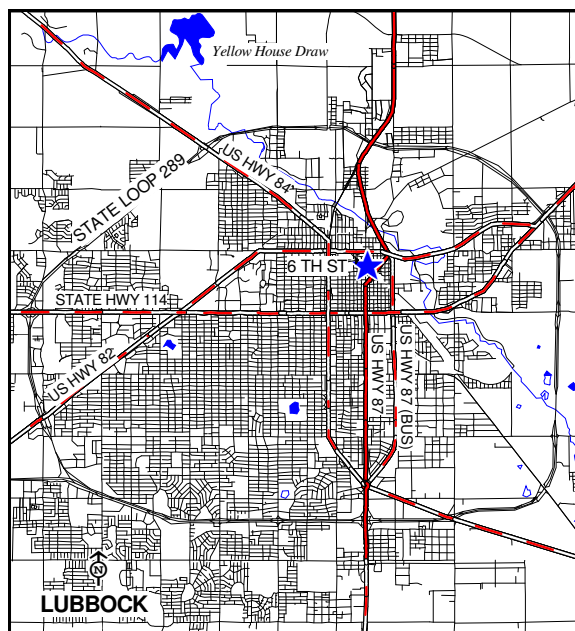 Yellow House Draw
US HWY 84
STATE LOOP 289
6 TH ST.
STATE HWY 114
US HWY 82
US HWY 87
US HWY 87 (BUS)
N
LUBBOCK